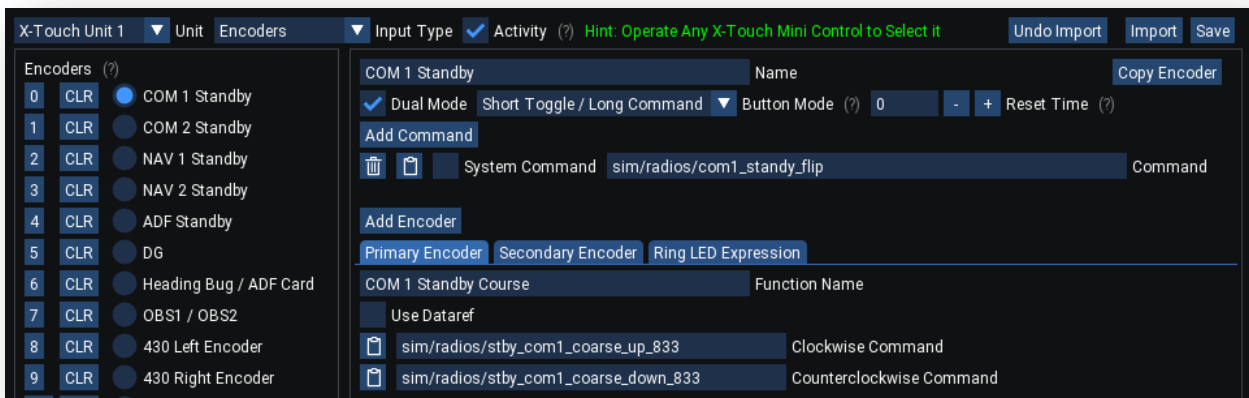 X-Touch Unit 1 Unit Encoders Input Type Activity (?) Hint: Operate Any X-Touch Mini Control to Select it Undo Import Import Save
Encoders (?)
0 CLR COM 1 Standby
1 CLR COM 2 Standby
2 CLR NAV 1 Standby
3 CLR NAV 2 Standby
4 CLR ADF Standby
5 CLR DG
6 CLR Heading Bug / ADF Card
7 CLR OBS1 / OBS2
8 CLR 430 Left Encoder
9 CLR 430 Right Encoder
COM 1 Standby Name Copy Encoder
Dual Mode Short Toggle / Long Command Button Mode (?) 0 - + Reset Time (?)
Add Command
System Command sim/radios/com1_standy_flip Command
Add Encoder
Primary Encoder Secondary Encoder Ring LED Expression
COM 1 Standby Course Function Name
Use Dataref
sim/radios/stby_com1_coarse_up_833 Clockwise Command
sim/radios/stby_com1_coarse_down_833 Counterclockwise Command